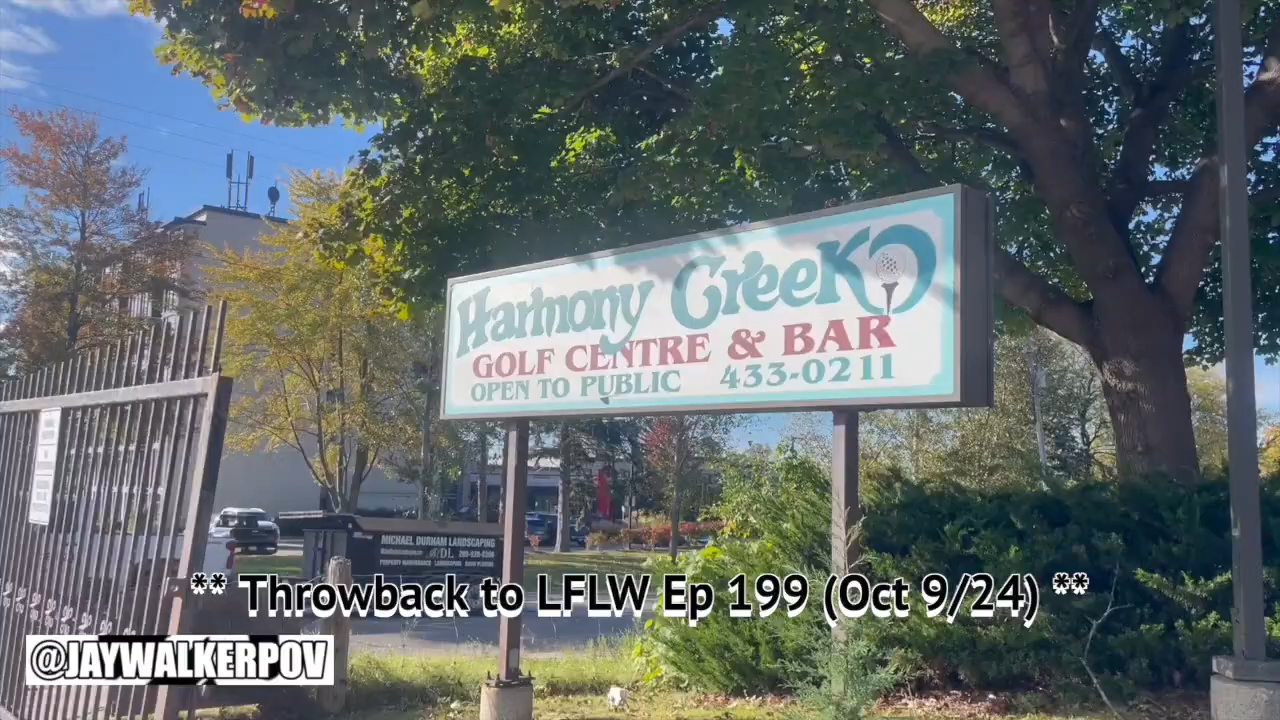 Harmony Creek
GOLF CENTRE & BAR
OPEN TO PUBLIC 433-0211
MICHAEL DURHAM LANDSCAPING
** Throwback to LFLW Ep 199 (Oct 9/24) **
@JAYWALKERPOV